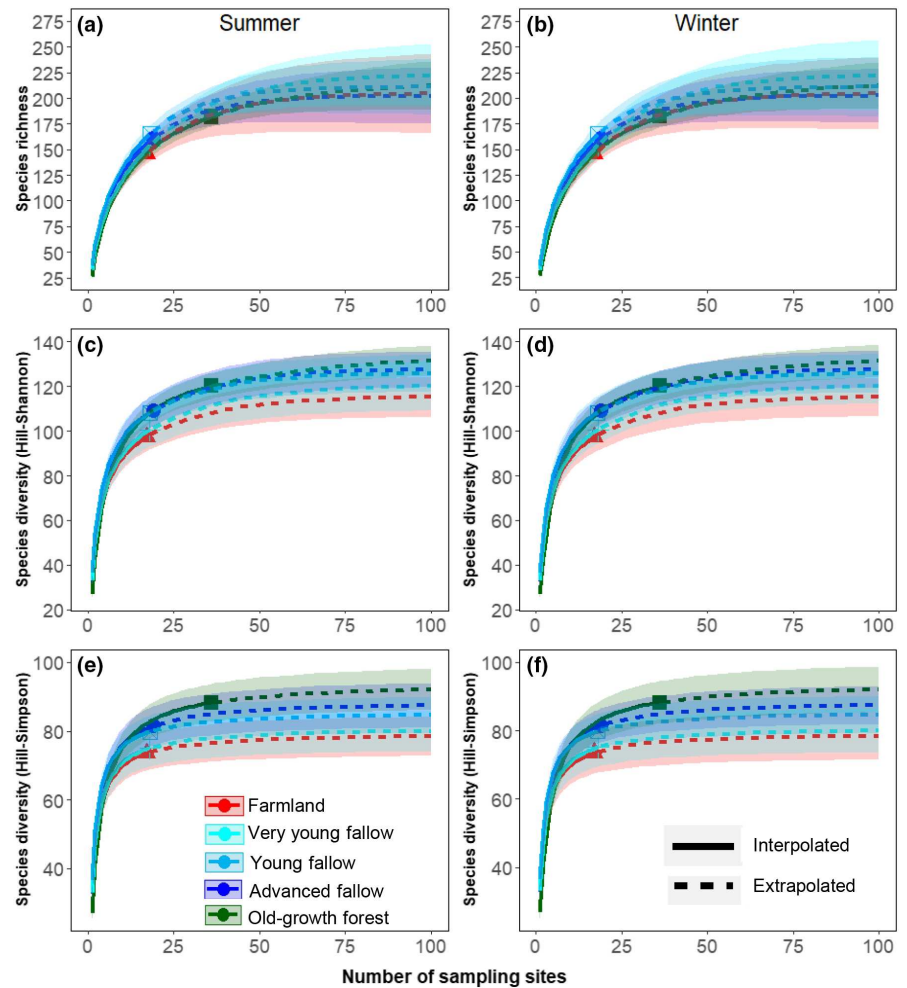 (a) Summer
(b) Winter
Species richness
275
250
225
200
175
150
125
100
75
50
25
0 25 50 75 100
Species richness
275
250
225
200
175
150
125
100
75
50
25
0 25 50 75 100
(c)
Species diversity (Hill-Shannon)
140
120
100
80
60
40
20
0 25 50 75 100
(d)
Species diversity (Hill-Shannon)
140
120
100
80
60
40
20
0 25 50 75 100
(e)
Species diversity (Hill-Simpson)
100
80
60
40
0 25 50 75 100
Farmland
Very young fallow
Young fallow
Advanced fallow
Old-growth forest
(f)
Species diversity (Hill-Simpson)
100
80
60
40
0 25 50 75 100
Interpolated
Extrapolated
Number of sampling sites